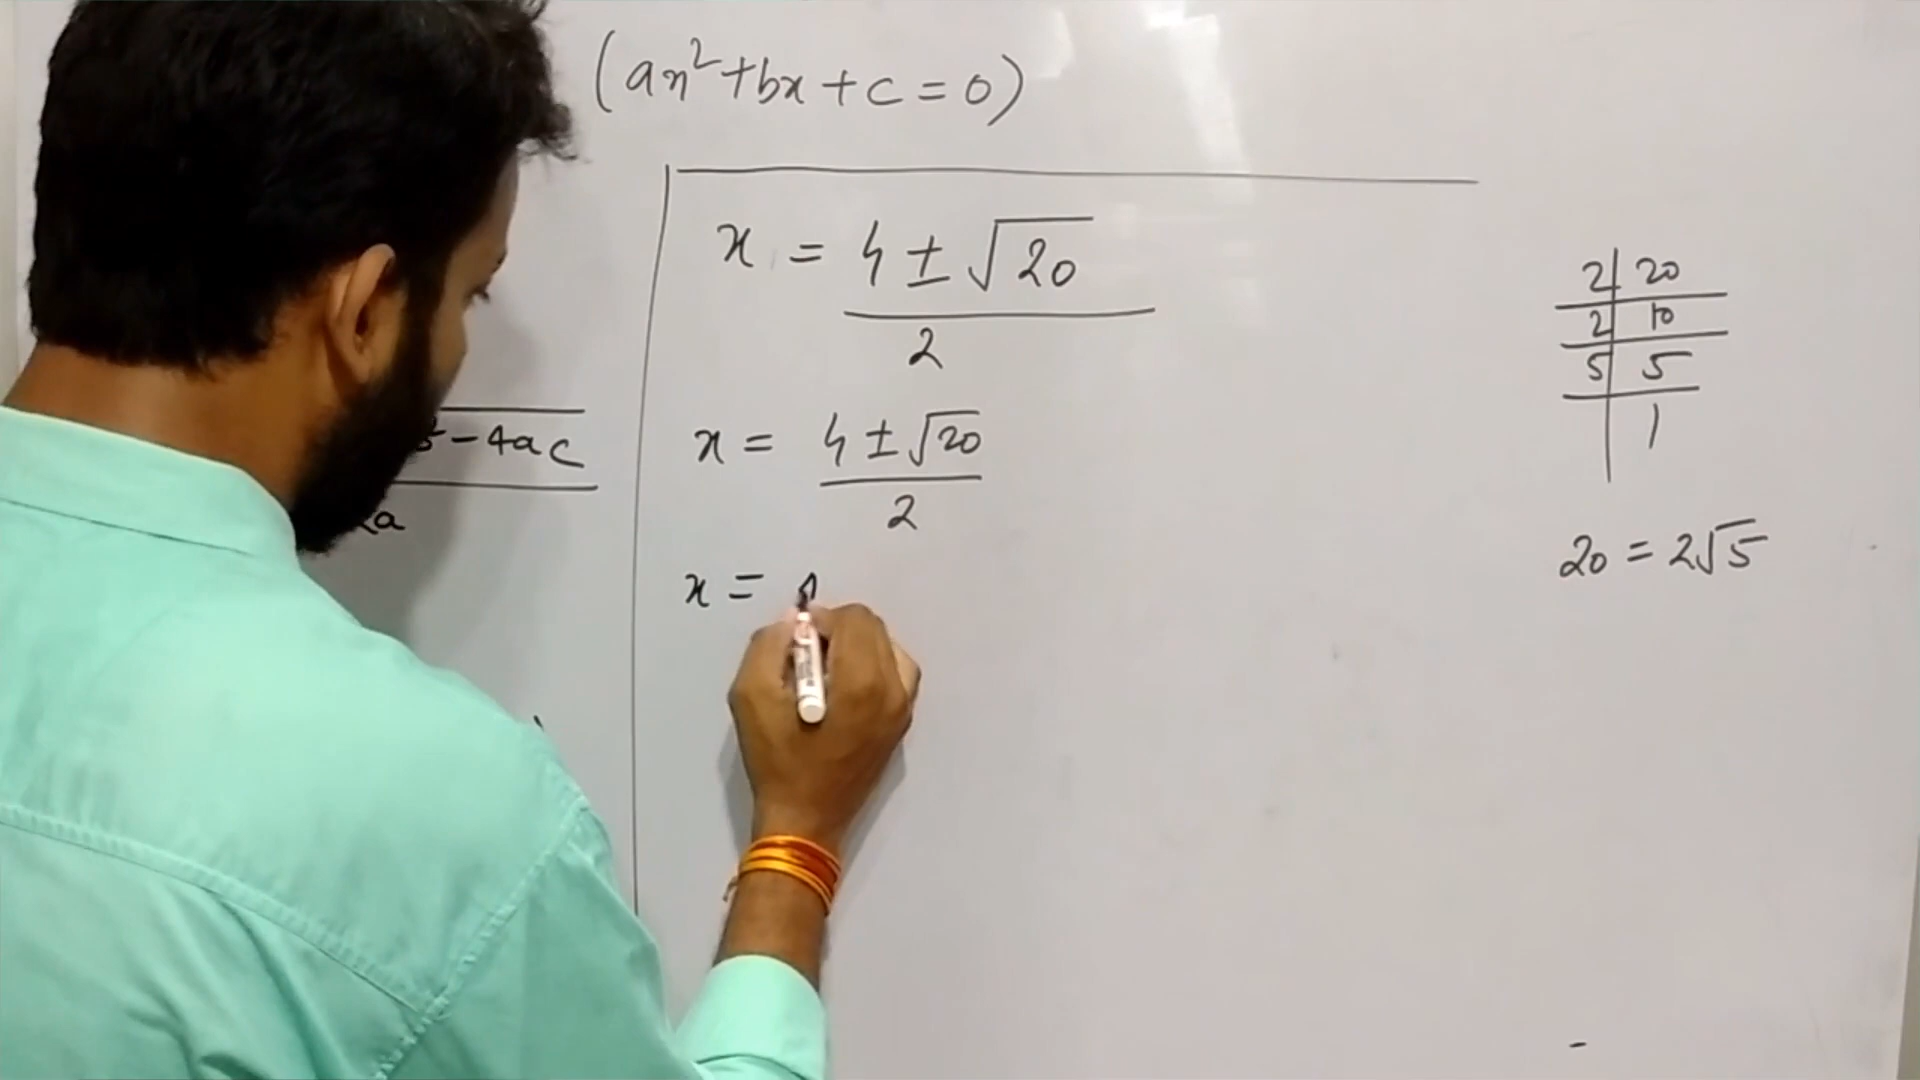 (ax²+bx+c=0)
- 4ac
2a
x = 4 ± √20
2
x = 4 ± √20
2
x =
2 | 20
2 | 10
5 | 5
1
20 = 2√5